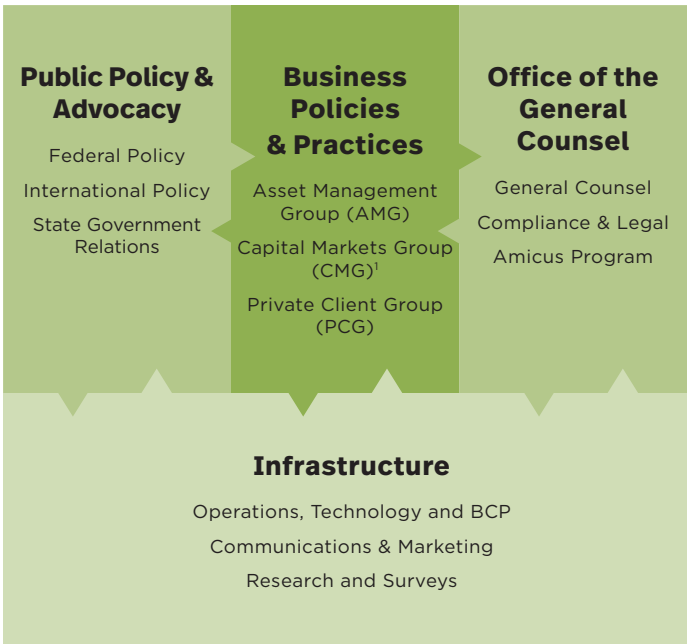 Public Policy &
Advocacy
Federal Policy
International Policy
State Government
Relations
Business
Policies
& Practices
Asset Management
Group (AMG)
Capital Markets Group
(CMG)¹
Private Client Group
(PCG)
Office of the
General
Counsel
General Counsel
Compliance & Legal
Amicus Program
Infrastructure
Operations, Technology and BCP
Communications & Marketing
Research and Surveys